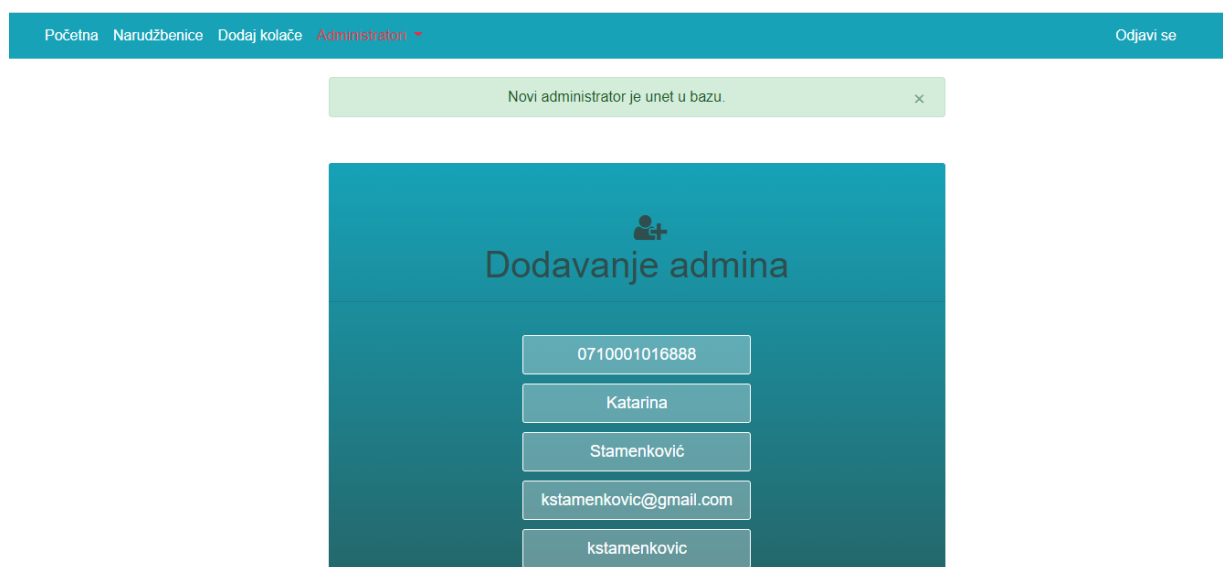 Početna Narudžbenice Dodaj kolače Administratori Odjavi se
Novi administrator je unet u bazu. ×
Dodavanje admina
0710001016888
Katarina
Stamenković
kstamenkovic@gmail.com
kstamenkovic